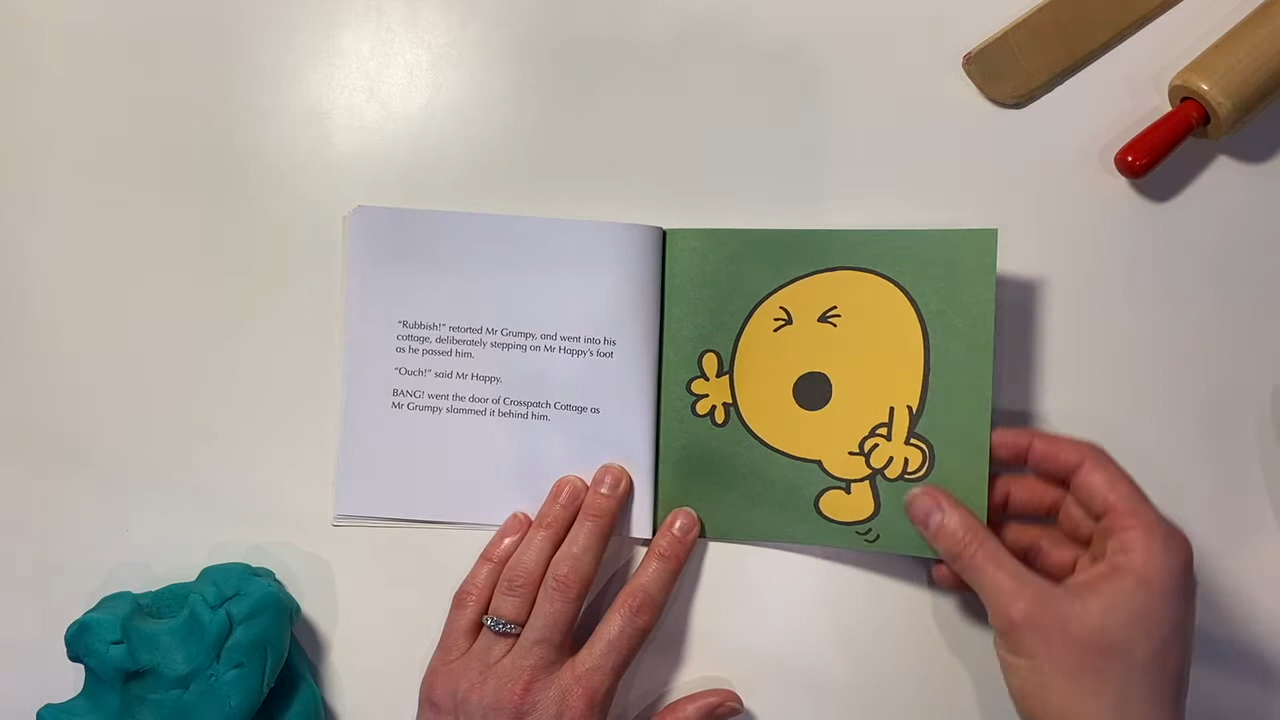 “Rubbish!” retorted Mr Grumpy, and went into his
cottage, deliberately stepping on Mr Happy’s foot
as he passed him.
“Ouch!” said Mr Happy.
BANG! went the door of Crosspatch Cottage as
Mr Grumpy slammed it behind him.